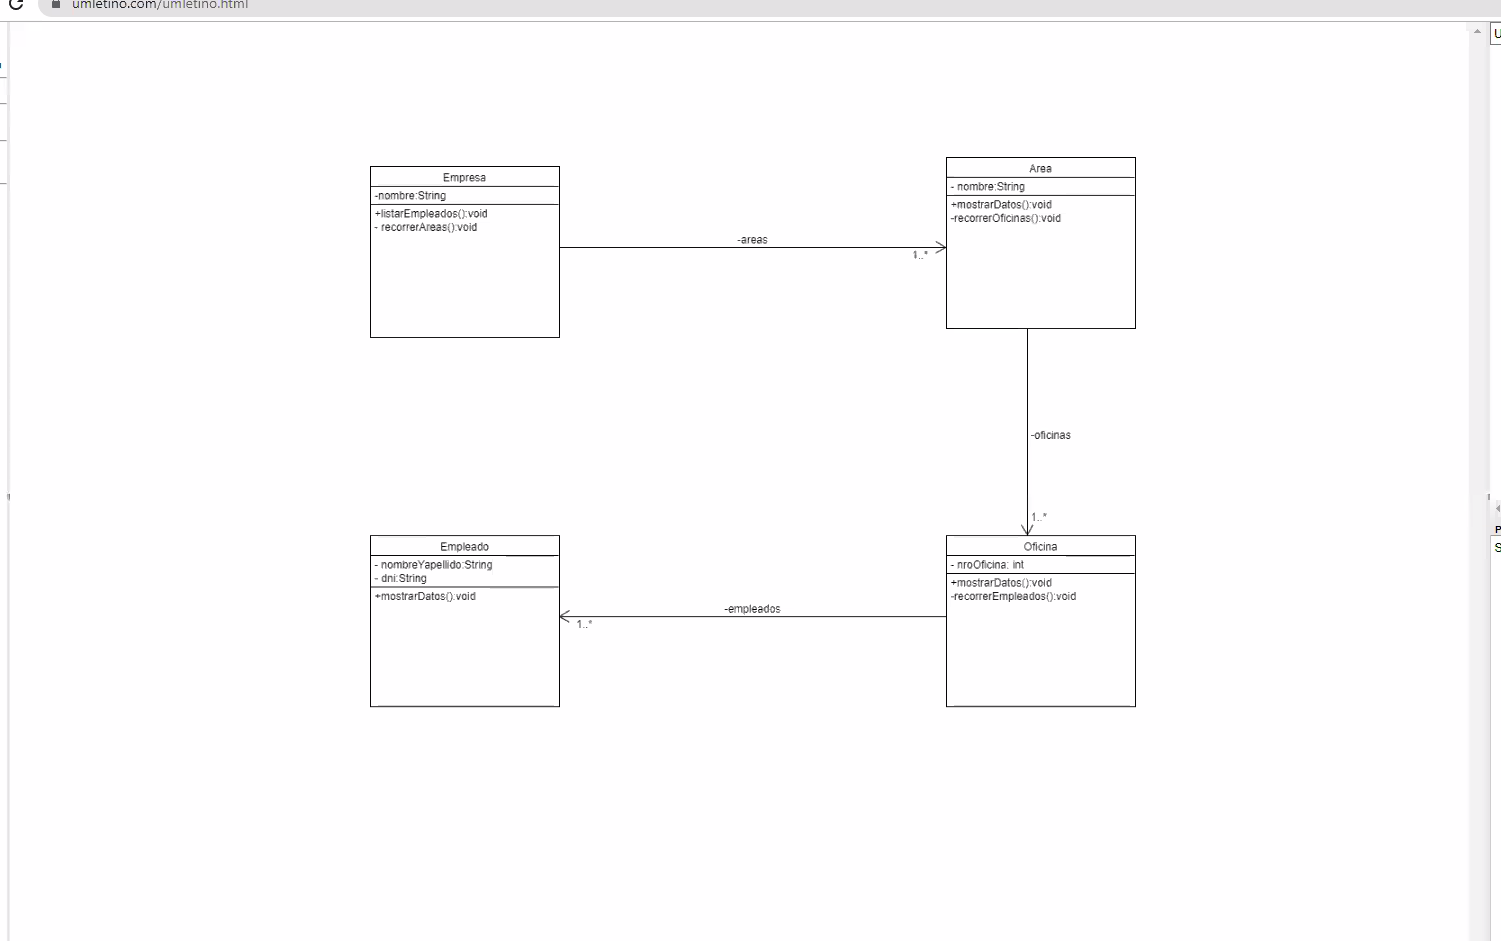 umletino.com/umletino.html
U
Empresa
-nombre:String
+listarEmpleados():void
- recorrerAreas():void
-areas
1..*
Area
- nombre:String
+mostrarDatos():void
-recorrerOficinas():void
-oficinas
1..*
P
S
Empleado
- nombreYapellido:String
- dni:String
+mostrarDatos():void
-empleados
1..*
Oficina
- nroOficina: int
+mostrarDatos():void
-recorrerEmpleados():void